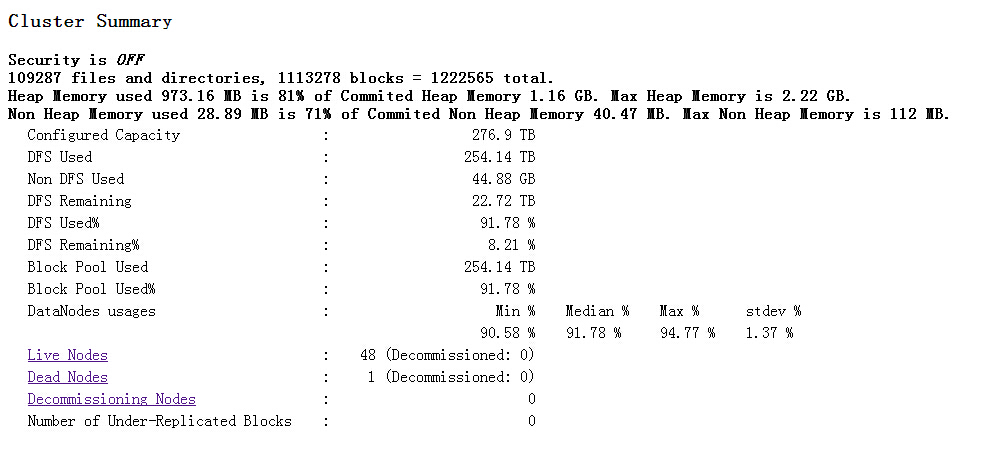 Cluster Summary
Security is OFF
109287 files and directories, 1113278 blocks = 1222565 total.
Heap Memory used 973.16 MB is 81% of Commited Heap Memory 1.16 GB. Max Heap Memory is 2.22 GB.
Non Heap Memory used 28.89 MB is 71% of Commited Non Heap Memory 40.47 MB. Max Non Heap Memory is 112 MB.
Configured Capacity : 276.9 TB
DFS Used : 254.14 TB
Non DFS Used : 44.88 GB
DFS Remaining : 22.72 TB
DFS Used% : 91.78 %
DFS Remaining% : 8.21 %
Block Pool Used : 254.14 TB
Block Pool Used% : 91.78 %
DataNodes usages : Min % Median % Max % stdev %
90.58 % 91.78 % 94.77 % 1.37 %
Live Nodes : 48 (Decommissioned: 0)
Dead Nodes : 1 (Decommissioned: 0)
Decommissioning Nodes : 0
Number of Under-Replicated Blocks : 0